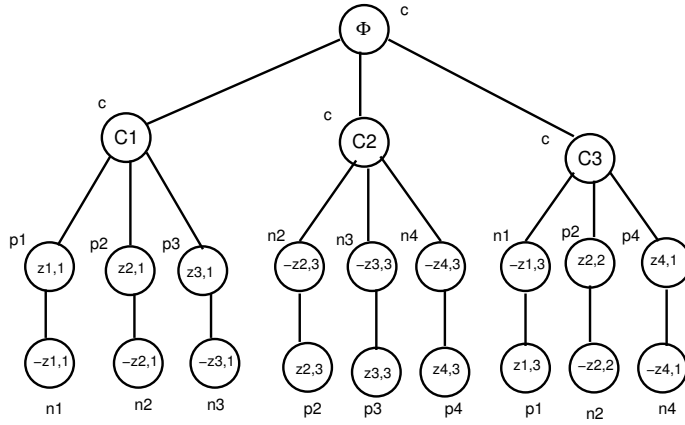 c
Φ
c
C1
c
C2
c
C3
p1
p2
p3
n2
n3
n4
n1
p2
p4
z1,1
z2,1
z3,1
−z2,3
−z3,3
−z4,3
−z1,3
z2,2
z4,1
−z1,1
−z2,1
−z3,1
z2,3
z3,3
z4,3
z1,3
−z2,2
−z4,1
n1
n2
n3
p2
p3
p4
p1
n2
n4